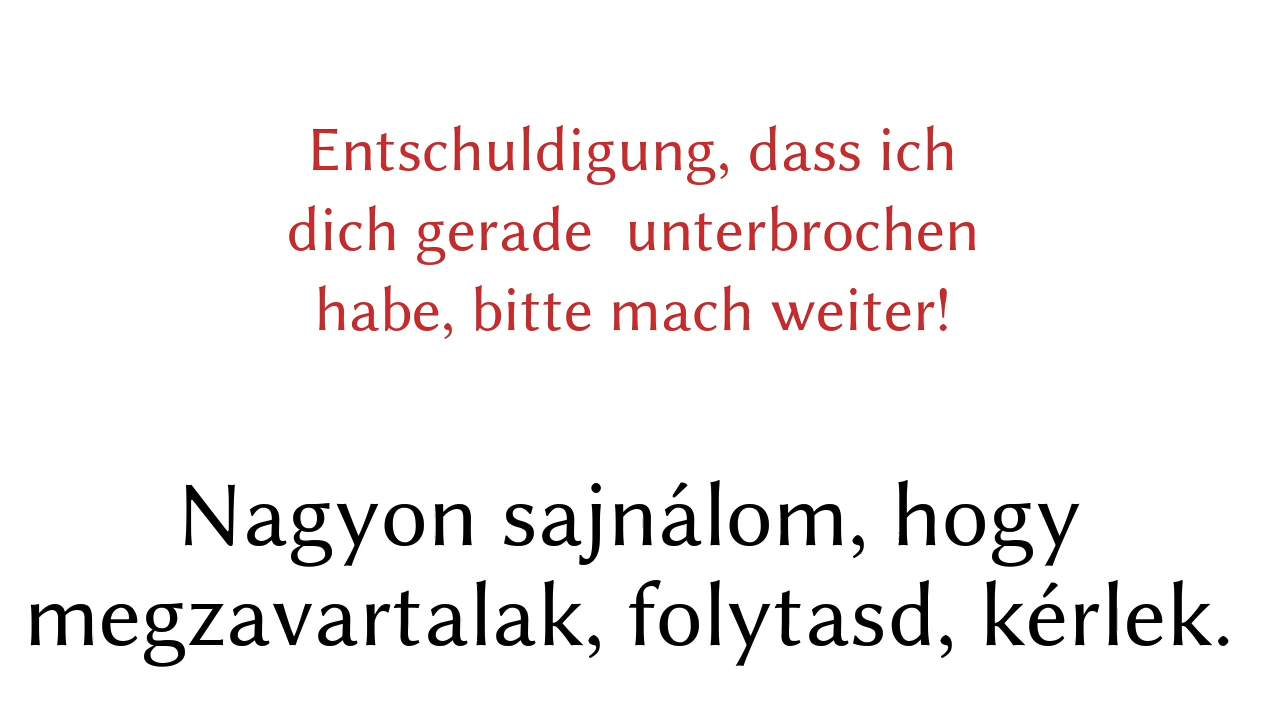 Entschuldigung, dass ich
dich gerade  unterbrochen
habe, bitte mach weiter!
Nagyon sajnálom, hogy
megzavartalak, folytasd, kérlek.